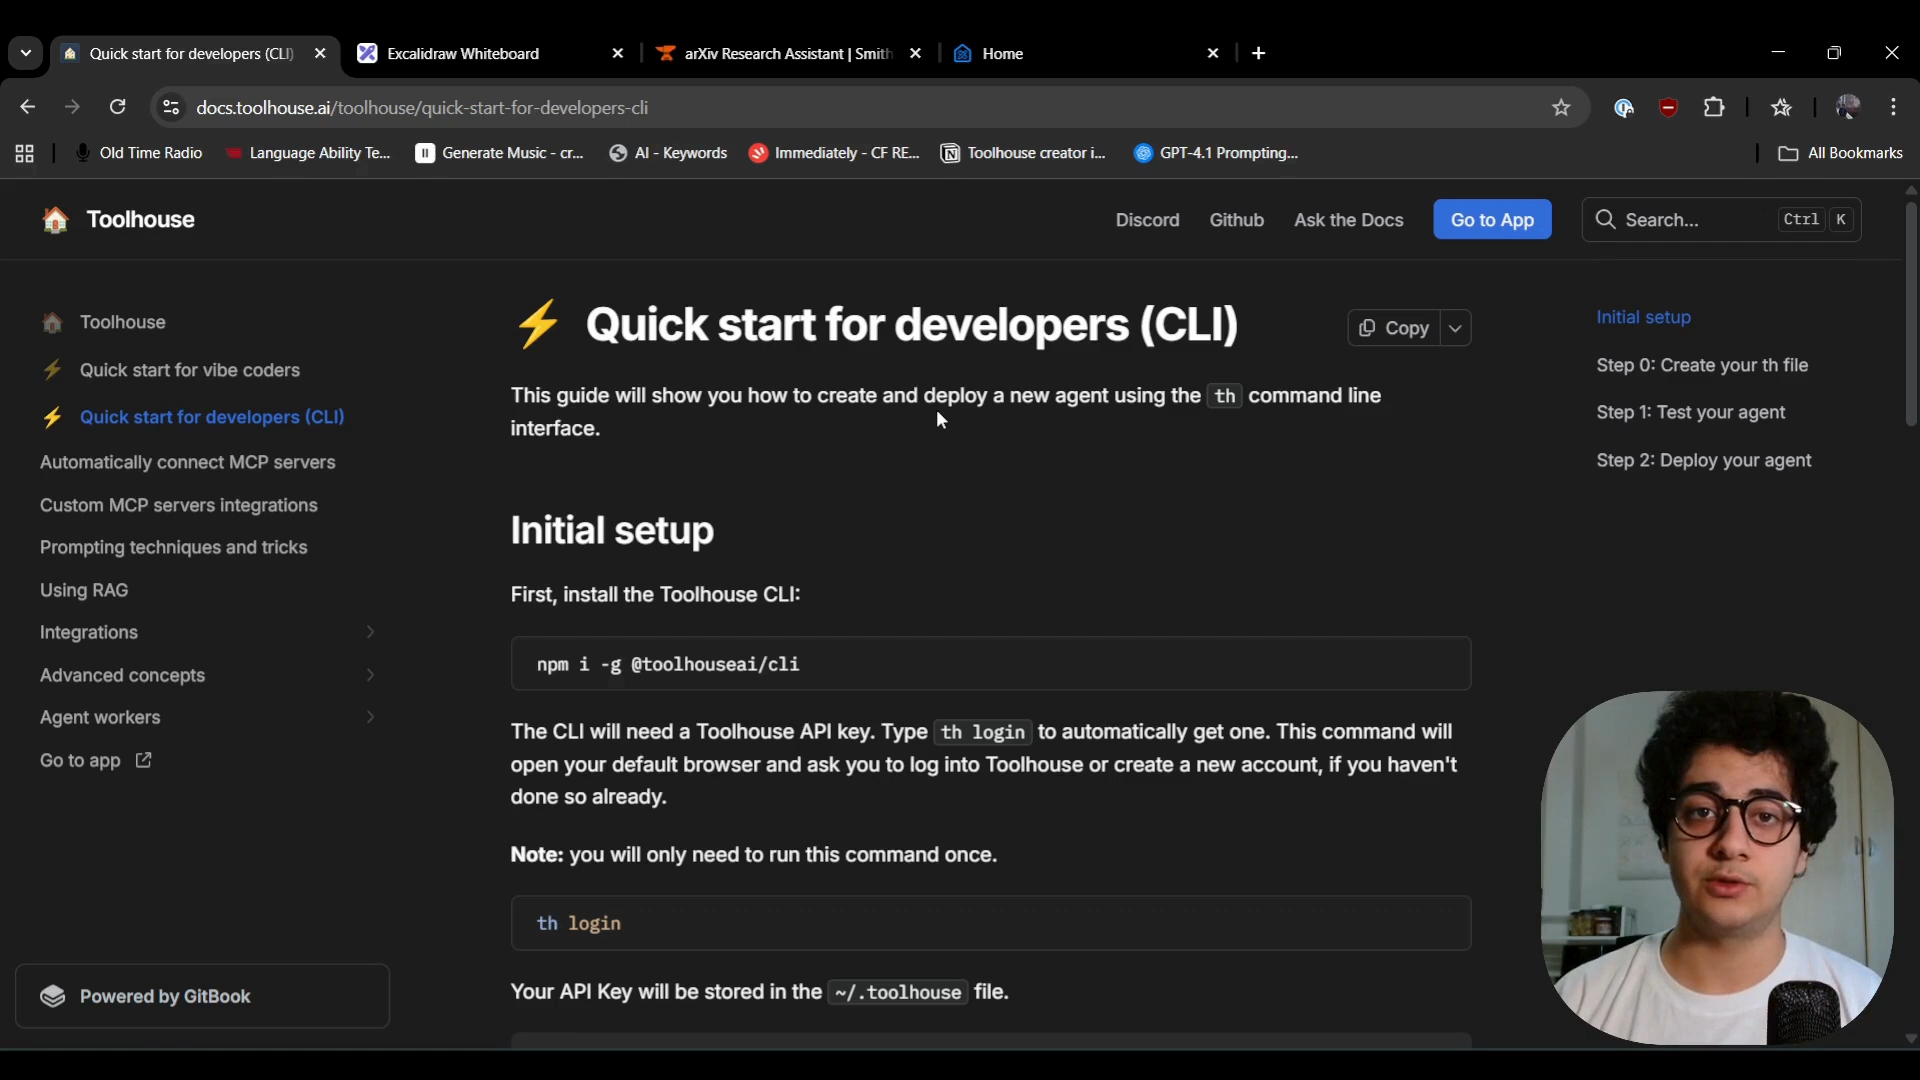 Quick start for developers (CLI)
Excalidraw Whiteboard
arXiv Research Assistant | Smith
Home
docs.toolhouse.ai/toolhouse/quick-start-for-developers-cli
Old Time Radio
Language Ability Te...
Generate Music - cr...
AI - Keywords
Immediately - CF RE...
Toolhouse creator i...
GPT-4.1 Prompting...
All Bookmarks
Toolhouse
Discord
Github
Ask the Docs
Go to App
Search...
Ctrl K
Toolhouse
Quick start for vibe coders
Quick start for developers (CLI)
Automatically connect MCP servers
Custom MCP servers integrations
Prompting techniques and tricks
Using RAG
Integrations
Advanced concepts
Agent workers
Go to app
Powered by GitBook
Quick start for developers (CLI)
Copy
This guide will show you how to create and deploy a new agent using the th command line
interface.
Initial setup
First, install the Toolhouse CLI:
npm i -g @toolhouseai/cli
The CLI will need a Toolhouse API key. Type th login to automatically get one. This command will
open your default browser and ask you to log into Toolhouse or create a new account, if you haven't
done so already.
Note: you will only need to run this command once.
th login
Your API Key will be stored in the ~/.toolhouse file.
Initial setup
Step 0: Create your th file
Step 1: Test your agent
Step 2: Deploy your agent